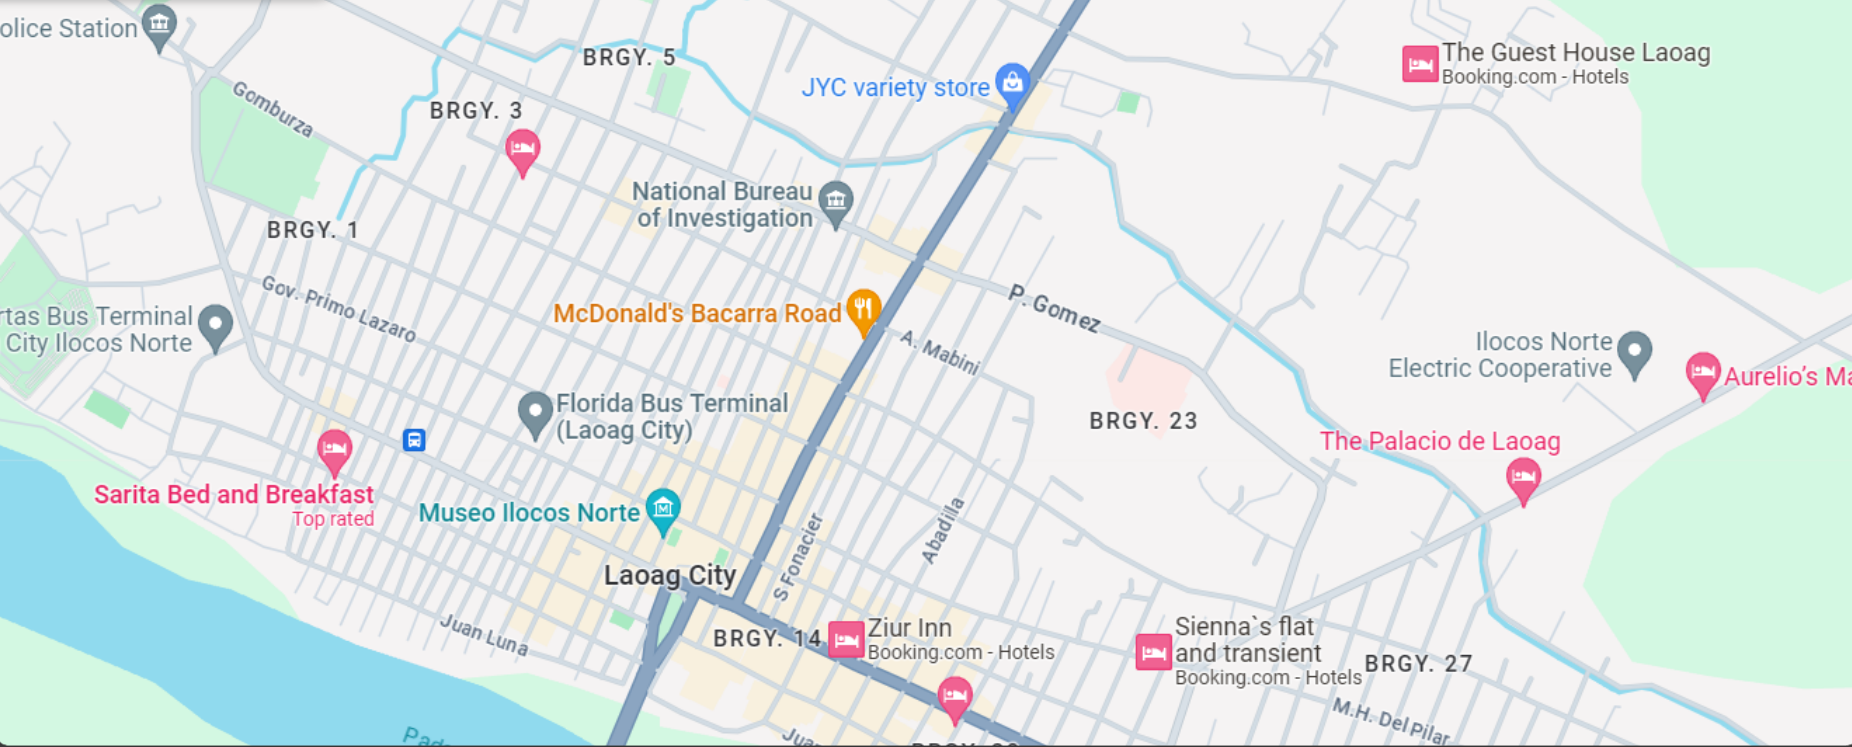 olice Station
BRGY. 5
The Guest House Laoag
Booking.com - Hotels
JYC variety store
Gomburza
BRGY. 3
National Bureau
of Investigation
BRGY. 1
Gov. Primo Lazaro
P. Gomez
rtas Bus Terminal
City Ilocos Norte
McDonald's Bacarra Road
A. Mabini
Ilocos Norte
Electric Cooperative
Aurelio's Ma
Florida Bus Terminal
(Laoag City)
BRGY. 23
The Palacio de Laoag
Sarita Bed and Breakfast
Top rated
Museo Ilocos Norte
Abadilla
S Fonacier
Laoag City
Juan Luna
BRGY. 14
Ziur Inn
Booking.com - Hotels
Sienna`s flat
and transient
Booking.com - Hotels
BRGY. 27
M.H. Del Pilar
Pad
Jua
BRGY.